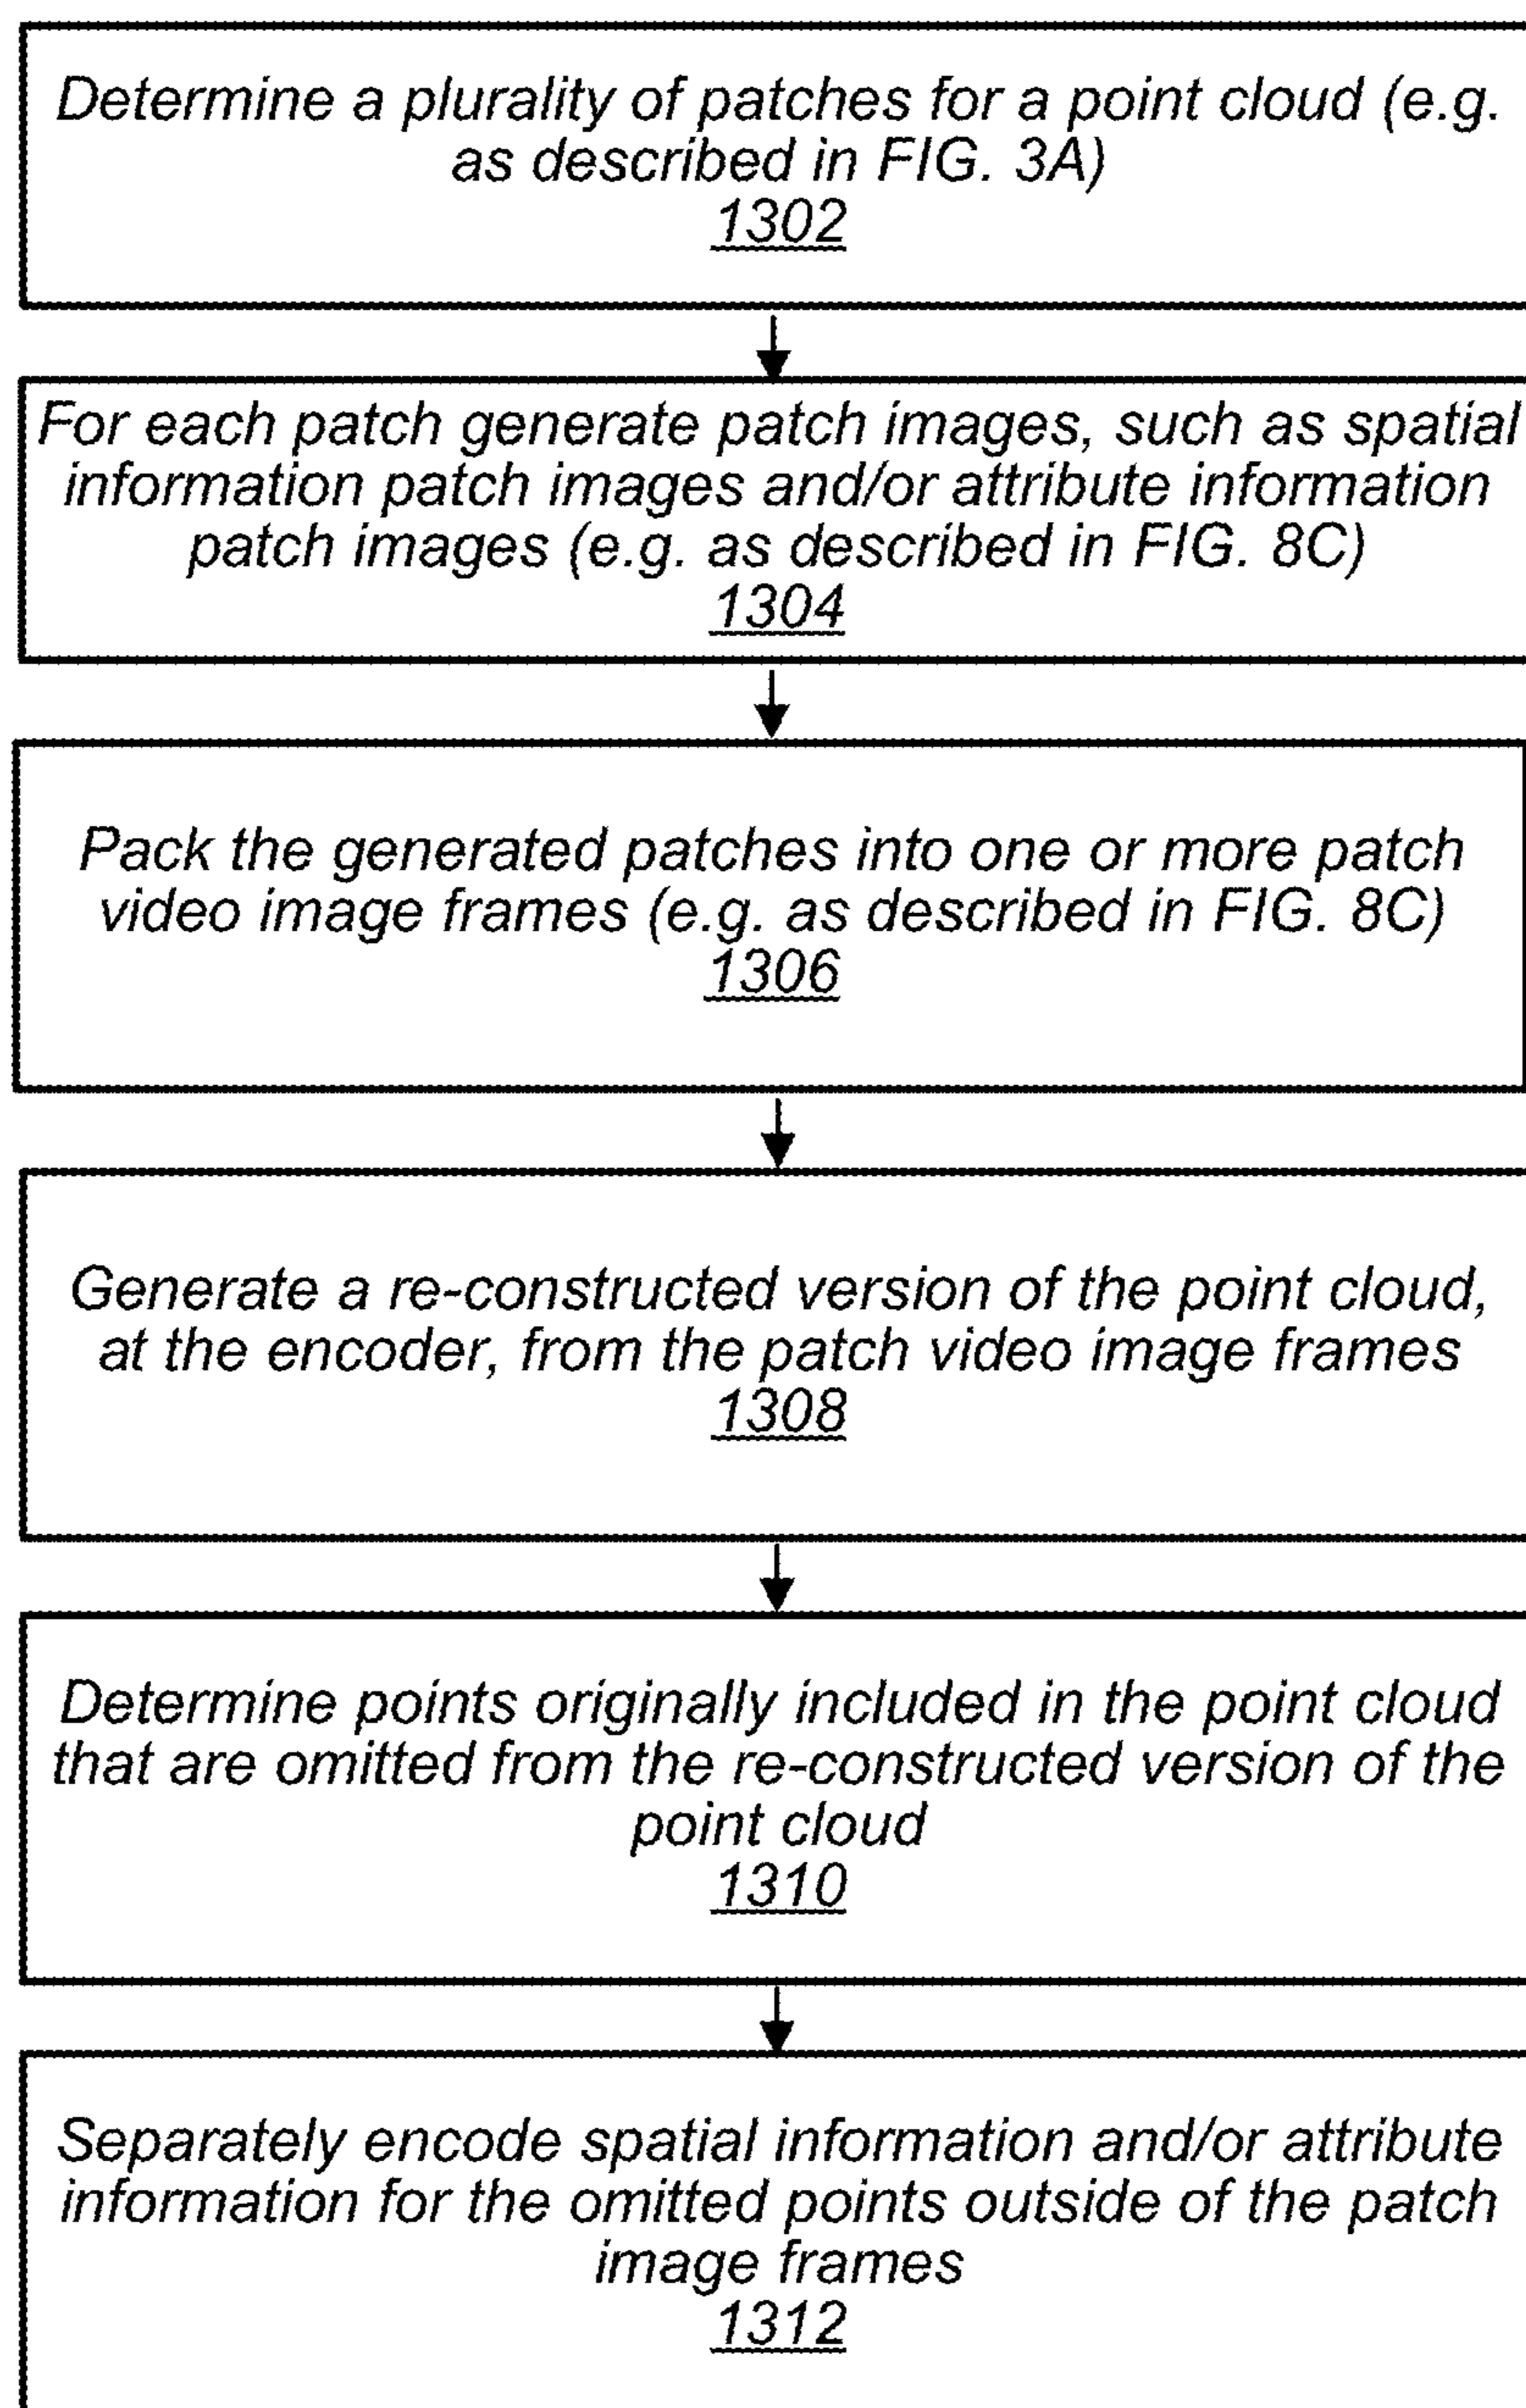 Determine a plurality of patches for a point cloud (e.g.
as described in FIG. 3A)
1302
For each patch generate patch images, such as spatial
information patch images and/or attribute information
patch images (e.g. as described in FIG. 8C)
1304
Pack the generated patches into one or more patch
video image frames (e.g. as described in FIG. 8C)
1306
Generate a re-constructed version of the point cloud,
at the encoder, from the patch video image frames
1308
Determine points originally included in the point cloud
that are omitted from the re-constructed version of the
point cloud
1310
Separately encode spatial information and/or attribute
information for the omitted points outside of the patch
image frames
1312